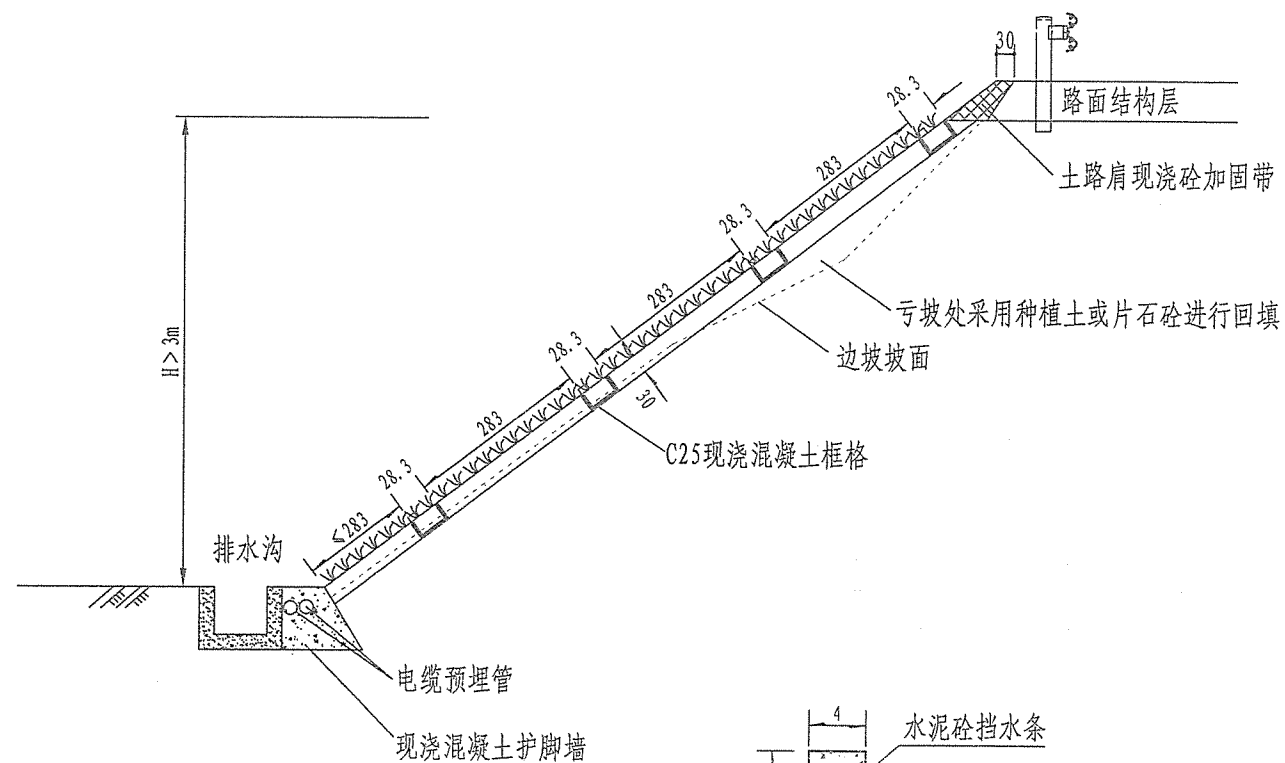 30
路面结构层
28.3
土路肩现浇砼加固带
283
28.3
亏坡处采用种植土或片石砼进行回填
283
边坡坡面
28.3
30
H>3m
283
C25现浇混凝土框格
28.3
≤283
排水沟
电缆预埋管
4
水泥砼挡水条
现浇混凝土护脚墙